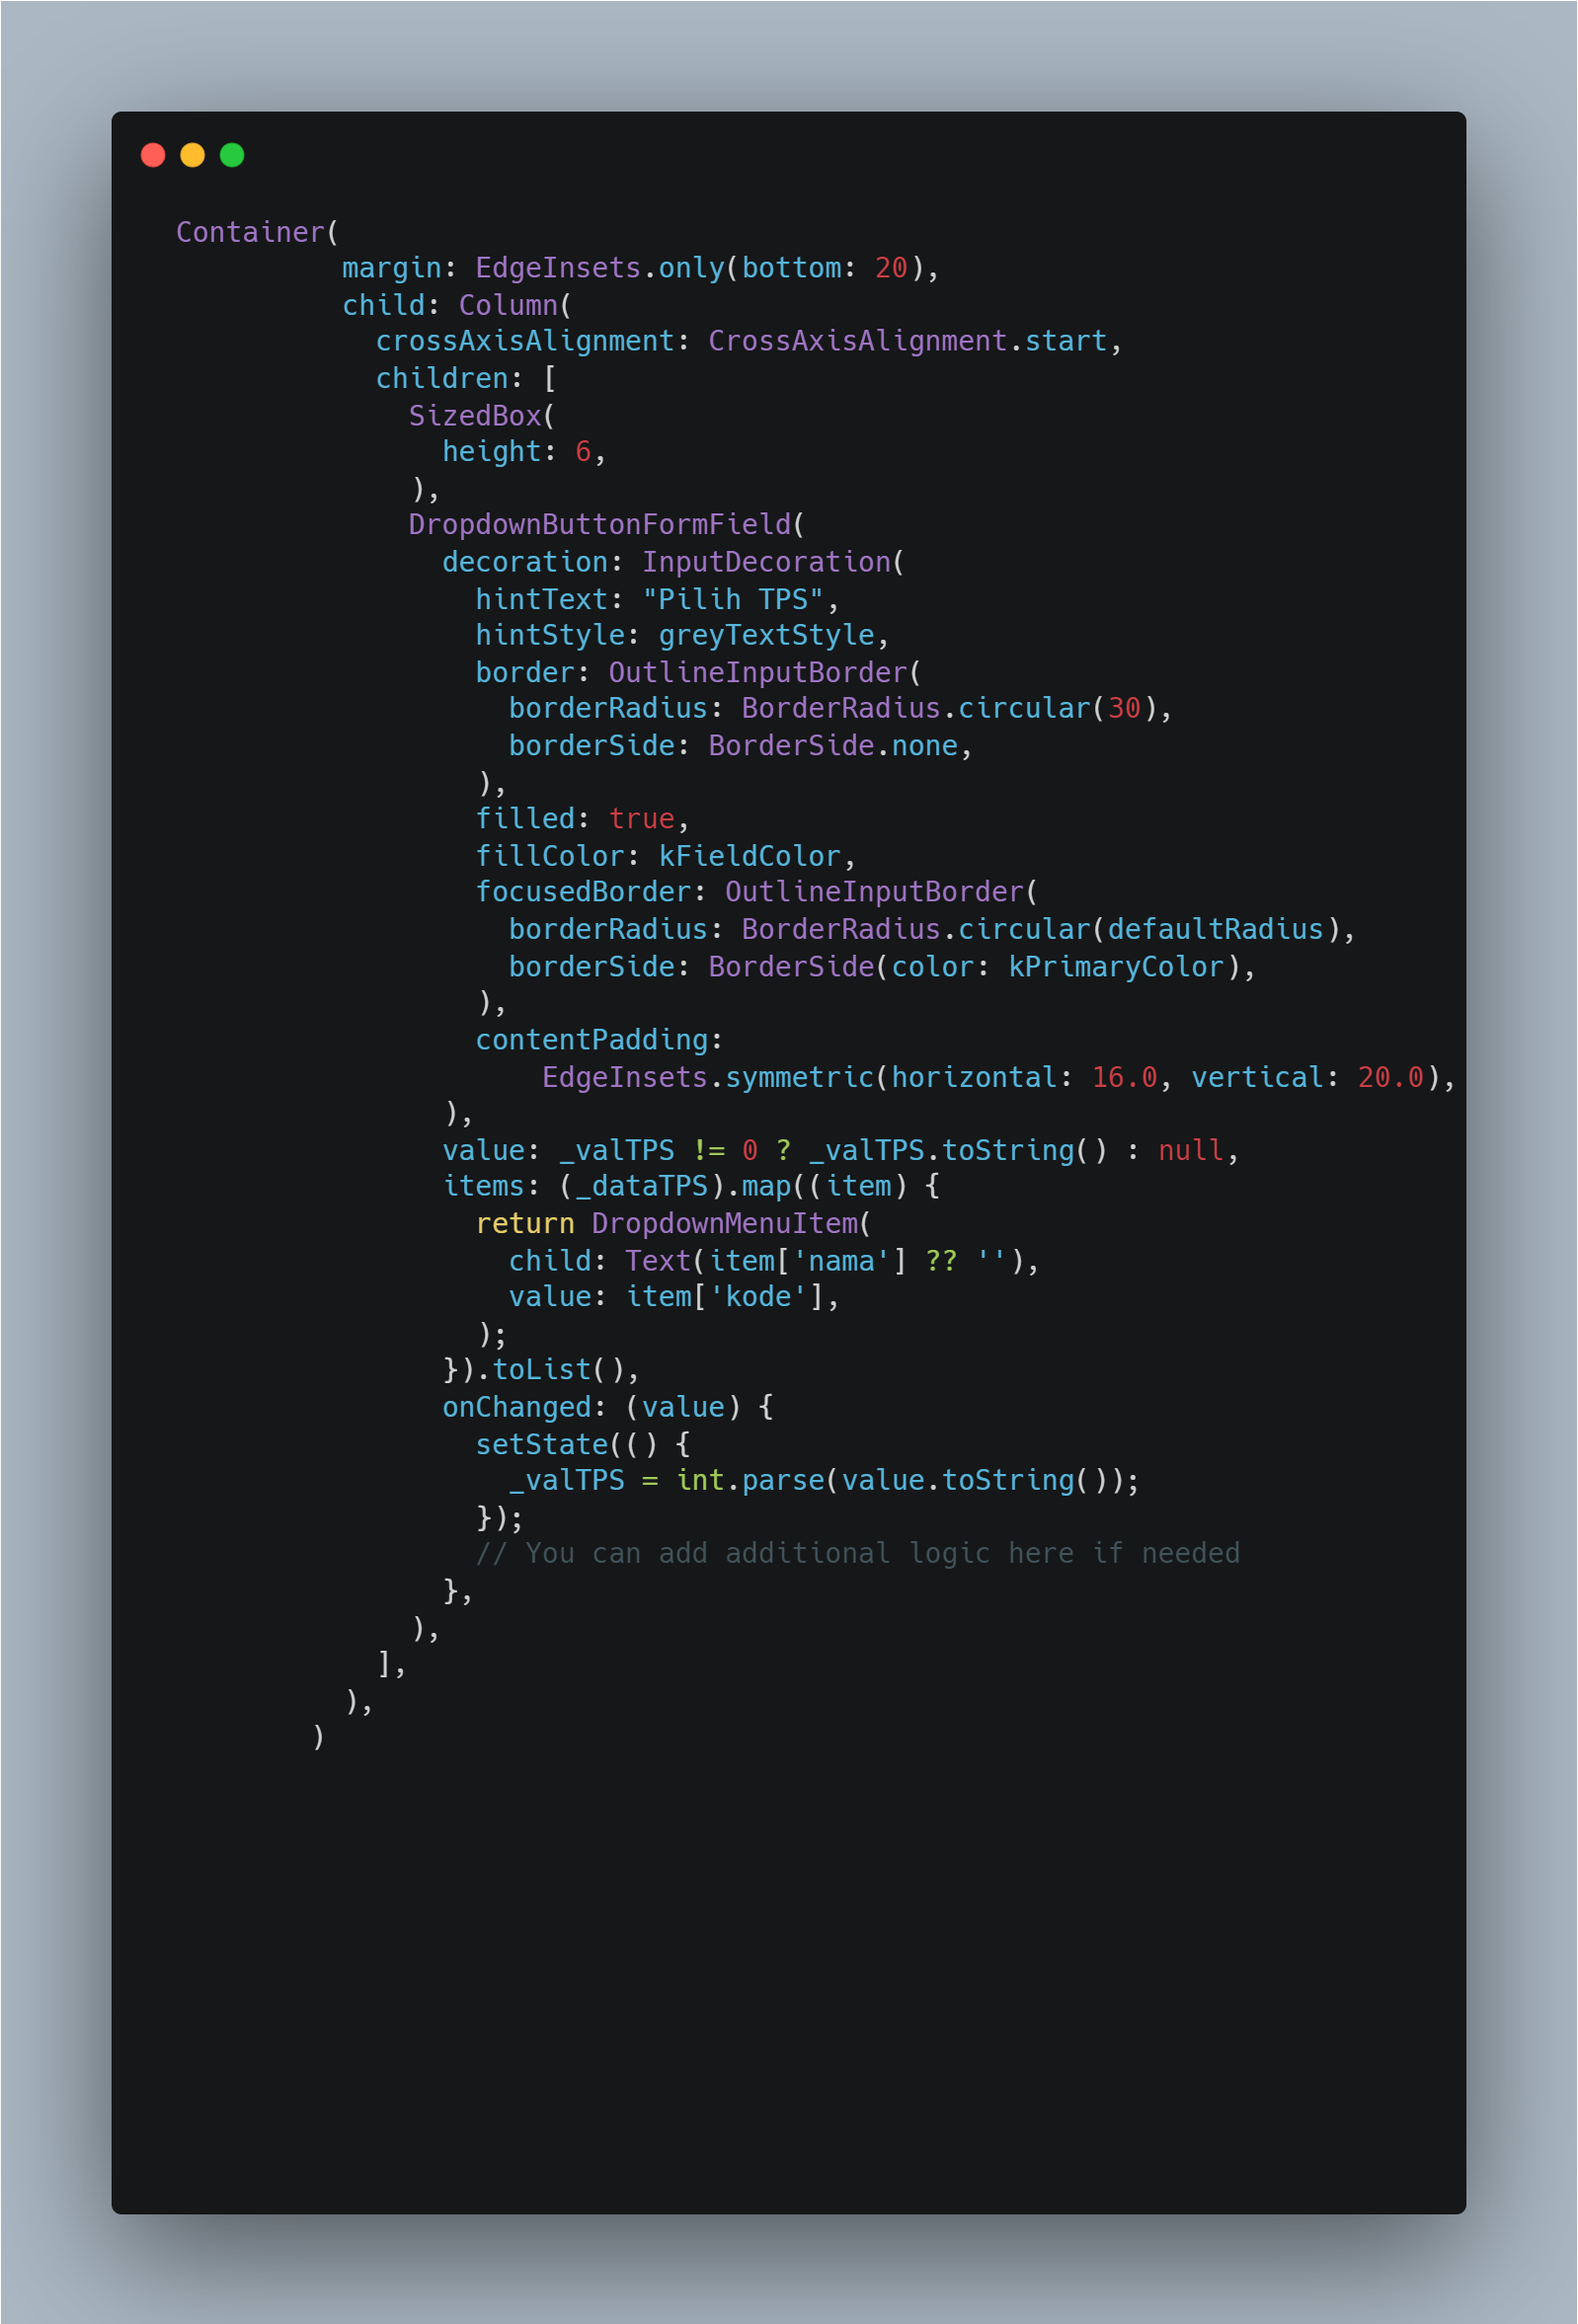 Container(
          margin: EdgeInsets.only(bottom: 20),
          child: Column(
            crossAxisAlignment: CrossAxisAlignment.start,
            children: [
              SizedBox(
                height: 6,
              ),
              DropdownButtonFormField(
                decoration: InputDecoration(
                  hintText: "Pilih TPS",
                  hintStyle: greyTextStyle,
                  border: OutlineInputBorder(
                    borderRadius: BorderRadius.circular(30),
                    borderSide: BorderSide.none,
                  ),
                  filled: true,
                  fillColor: kFieldColor,
                  focusedBorder: OutlineInputBorder(
                    borderRadius: BorderRadius.circular(defaultRadius),
                    borderSide: BorderSide(color: kPrimaryColor),
                  ),
                  contentPadding:
                      EdgeInsets.symmetric(horizontal: 16.0, vertical: 20.0),
                ),
                value: _valTPS != 0 ? _valTPS.toString() : null,
                items: (_dataTPS).map((item) {
                  return DropdownMenuItem(
                    child: Text(item['nama'] ?? ''),
                    value: item['kode'],
                  );
                }).toList(),
                onChanged: (value) {
                  setState(() {
                    _valTPS = int.parse(value.toString());
                  });
                  // You can add additional logic here if needed
                },
              ),
            ],
          ),
        )